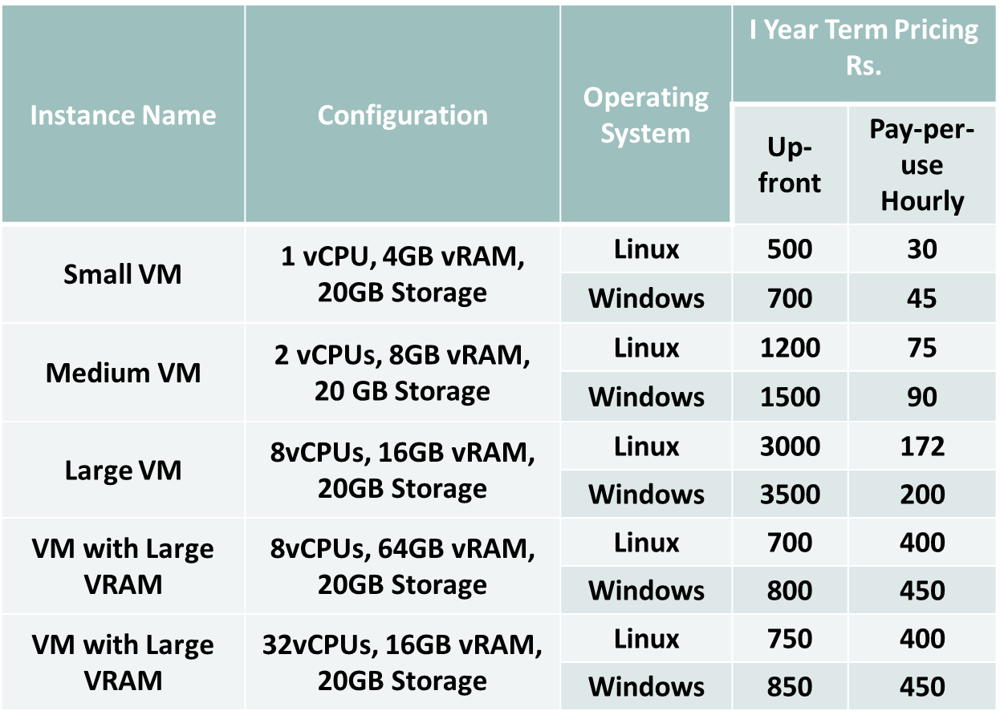 Instance Name
Configuration
Operating
System
I Year Term Pricing
Rs.
Up-
front
Pay-per-
use
Hourly
Small VM
1 vCPU, 4GB vRAM,
20GB Storage
Linux
500
30
Windows
700
45
Medium VM
2 vCPUs, 8GB vRAM,
20 GB Storage
Linux
1200
75
Windows
1500
90
Large VM
8vCPUs, 16GB vRAM,
20GB Storage
Linux
3000
172
Windows
3500
200
VM with Large
VRAM
8vCPUs, 64GB vRAM,
20GB Storage
Linux
700
400
Windows
800
450
VM with Large
VRAM
32vCPUs, 16GB vRAM,
20GB Storage
Linux
750
400
Windows
850
450